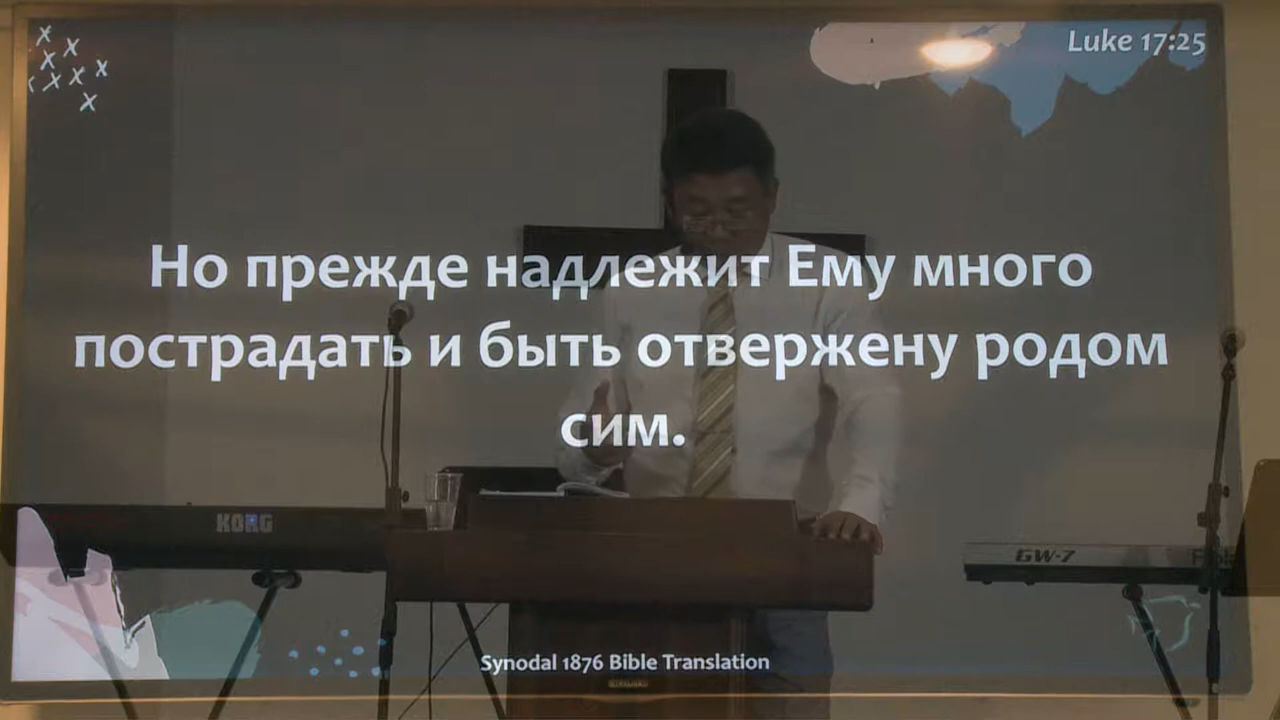 Luke 17:25
Но прежде надлежит Ему много
пострадать и быть отвержену родом
сим.
KORG
GW-7
Synodal 1876 Bible Translation